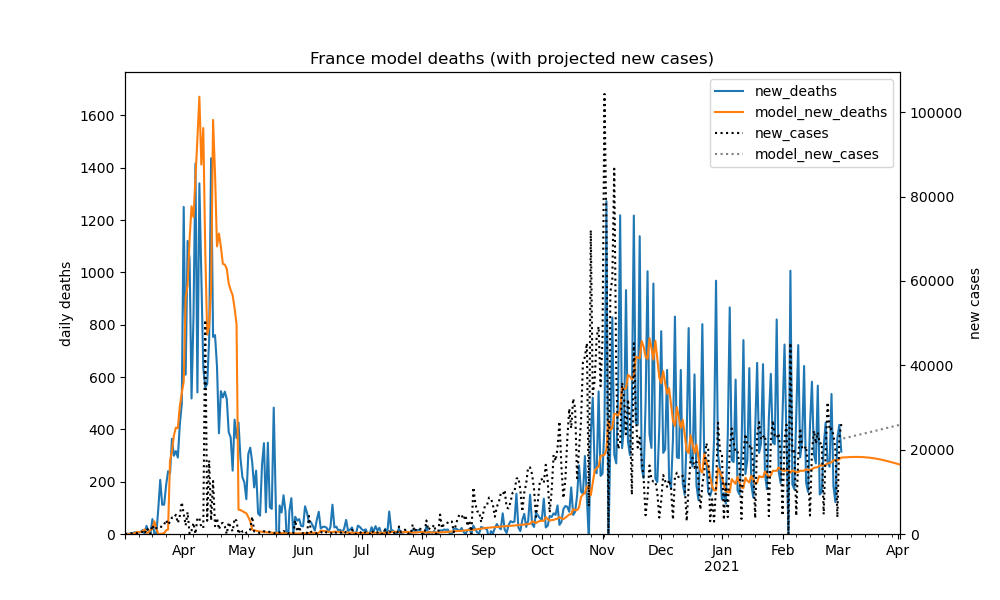 France model deaths (with projected new cases)
new_deaths
model_new_deaths
new_cases
model_new_cases
daily deaths
1600
1400
1200
1000
800
600
400
200
0
new cases
100000
80000
60000
40000
20000
0
Apr May Jun Jul Aug Sep Oct Nov Dec Jan Feb Mar Apr
2021